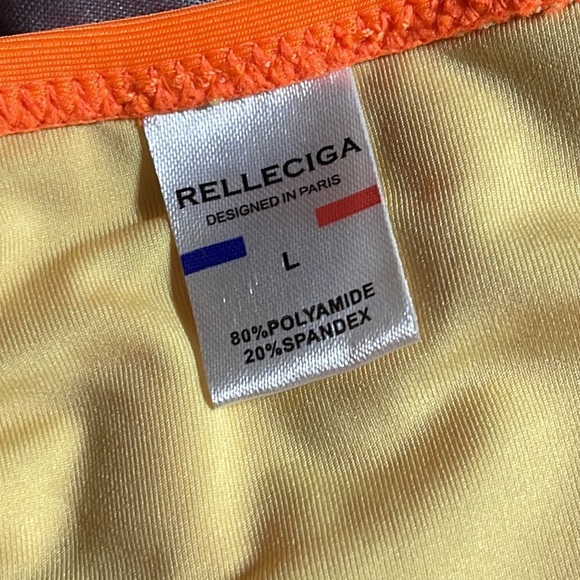 RELLECIGA
DESIGNED IN PARIS
L
80%POLYAMIDE
20%SPANDEX